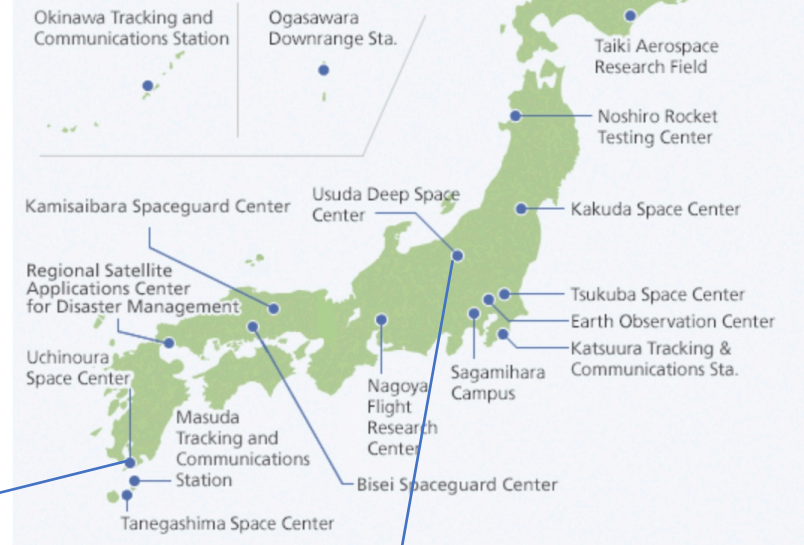 Okinawa Tracking and
Communications Station
Ogasawara
Downrange Sta.
Taiki Aerospace
Research Field
Noshiro Rocket
Testing Center
Kamisaibara Spaceguard Center
Usuda Deep Space
Center
Kakuda Space Center
Regional Satellite
Applications Center
for Disaster Management
Tsukuba Space Center
Earth Observation Center
Katsuura Tracking &
Communications Sta.
Uchinoura
Space Center
Nagoya
Flight
Research
Center
Sagamihara
Campus
Masuda
Tracking and
Communications
Station
Bisei Spaceguard Center
Tanegashima Space Center